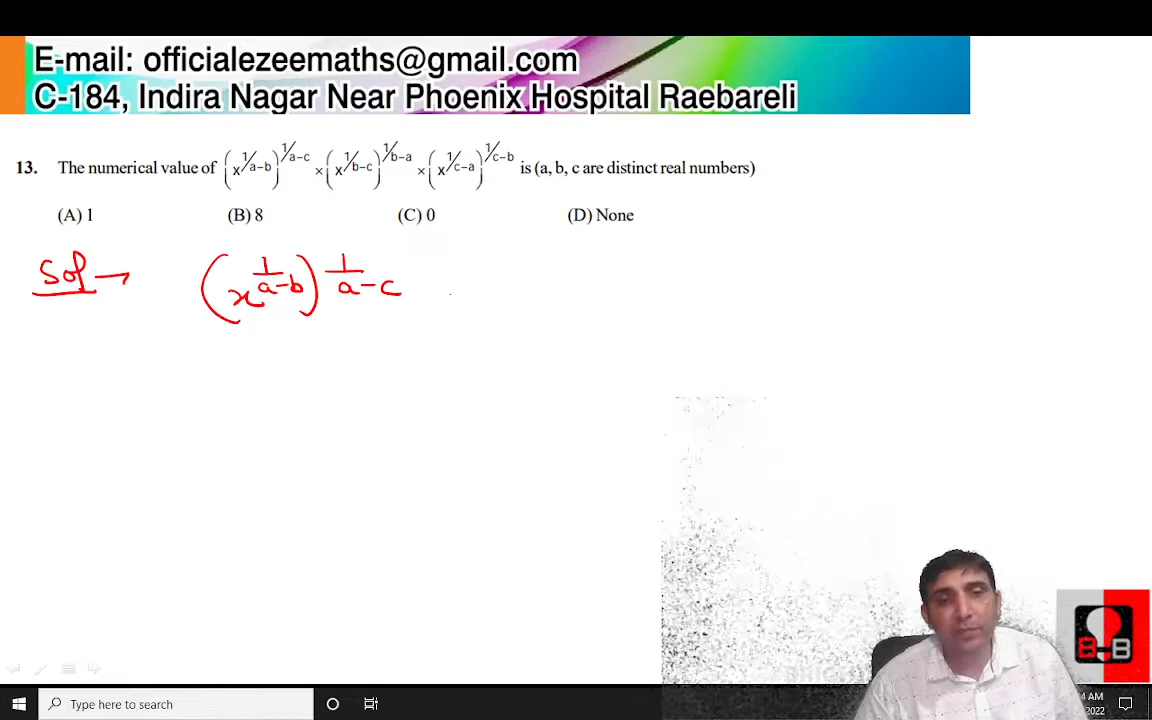 E-mail: officialezeemaths@gmail.com
C-184, Indira Nagar Near Phoenix Hospital Raebareli
13. The numerical value of (x^{1/a–b})^{1/a–c} × (x^{1/b–c})^{1/b–a} × (x^{1/c–a})^{1/c–b} is (a, b, c are distinct real numbers)
(A) 1 (B) 8 (C) 0 (D) None
Sol → (x^{1/a-b})^{1/a-c}
B B
Type here to search
AM
2022